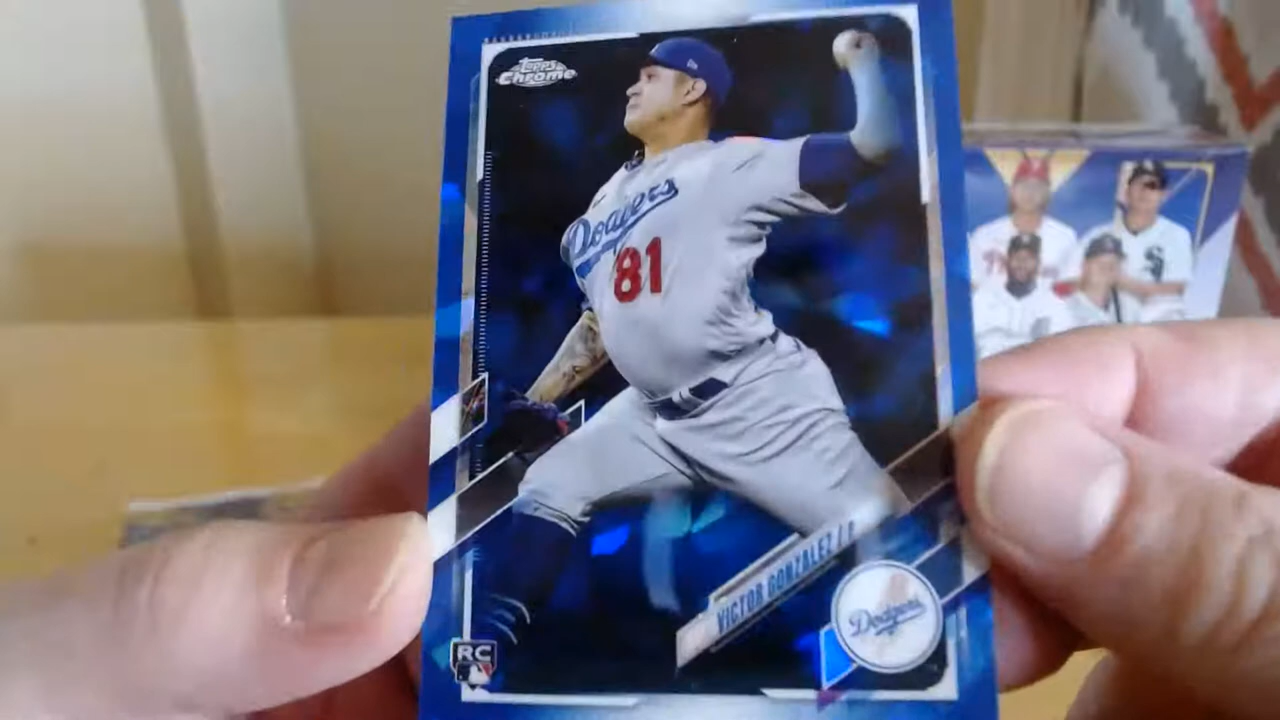 Topps
Chrome
Dodgers
81
VICTOR GONZALEZ | P
Dodgers
RC